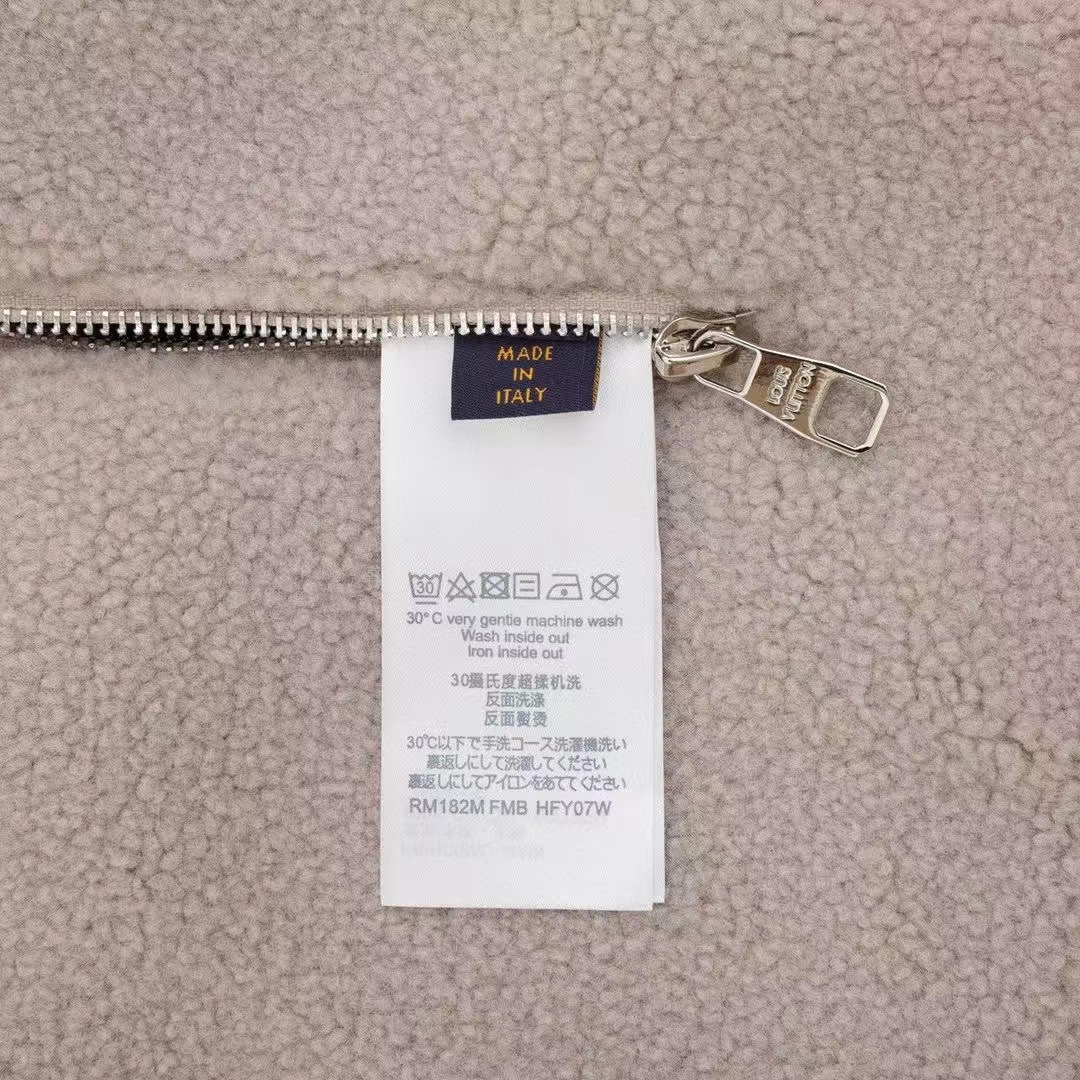 MADE
IN
ITALY
LOUIS
VUITTON
30
30°C very gentle machine wash
Wash inside out
Iron inside out
30摄氏度超揉机洗
反面洗涤
反面熨烫
30℃以下で手洗コース洗濯機洗い
裏返しにして洗濯してください
裏返しにしてアイロンをあててください
RM182M FMB HFY07W